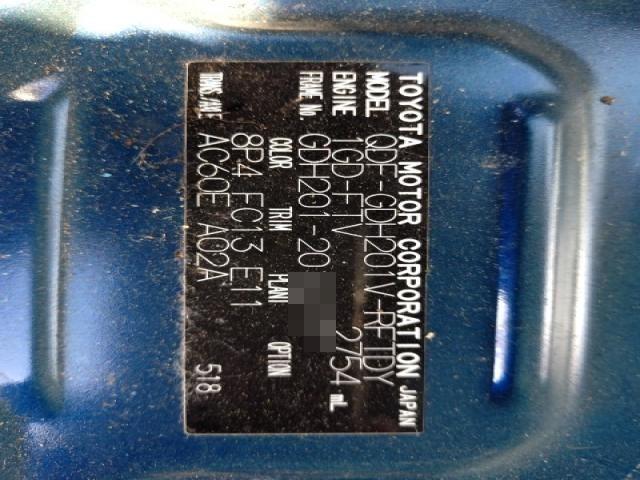 TOYOTA MOTOR CORPORATION JAPAN
MODEL QDF-GDH201V-RFTDY
ENGINE 1GD-FTV 2754 mL
FRAME No. GDH201-20
COLOR TRIM PLANT OPTION
8P4 FC13 E11
TRANS./AXLE AC60E A02A 518